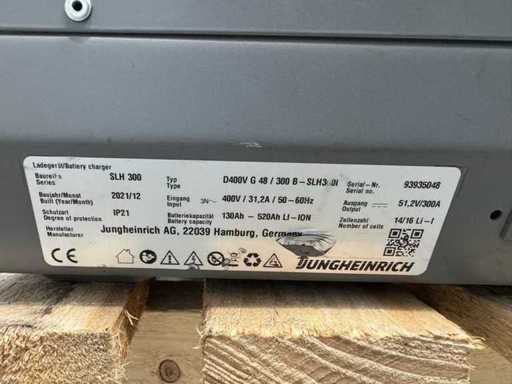 Ladegerät/Battery charger
Baureihe SLH 300 Typ D400V G 48 / 300 B-SLH300i Serial-Nr. 93935048
Series Type Serial-no.
Baujahr/Monat 2021/12 Eingang 3N~ 400V / 31,2A / 50-60Hz Ausgang 51,2V/300A
Built (Year/Month) Input Output
Schutzart IP21 Batteriekapazität 130Ah - 520Ah LI-ION Zellenzahl 14/16 Li-I
Degree of protection Battery capacity Number of cells
Hersteller Jungheinrich AG, 22039 Hamburg, Germany
Manufacturer
CE
JUNGHEINRICH